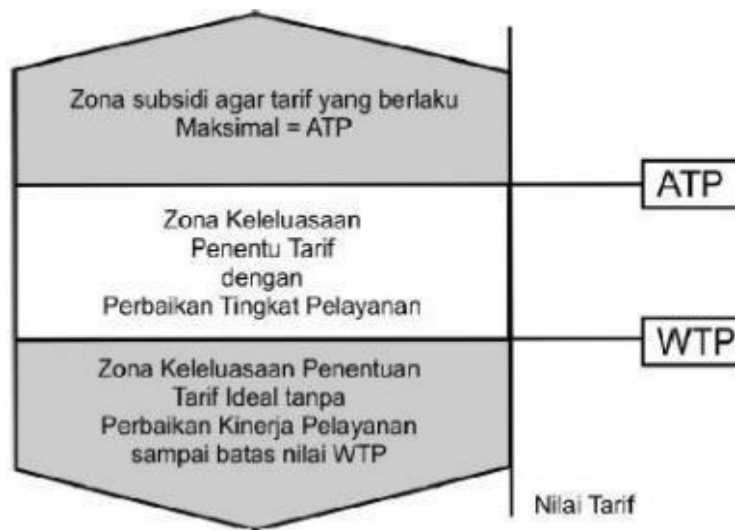 Zona subsidi agar tarif yang berlaku
Maksimal = ATP
ATP
Zona Keleluasaan
Penentu Tarif
dengan
Perbaikan Tingkat Pelayanan
WTP
Zona Keleluasaan Penentuan
Tarif Ideal tanpa
Perbaikan Kinerja Pelayanan
sampai batas nilai WTP
Nilai Tarif